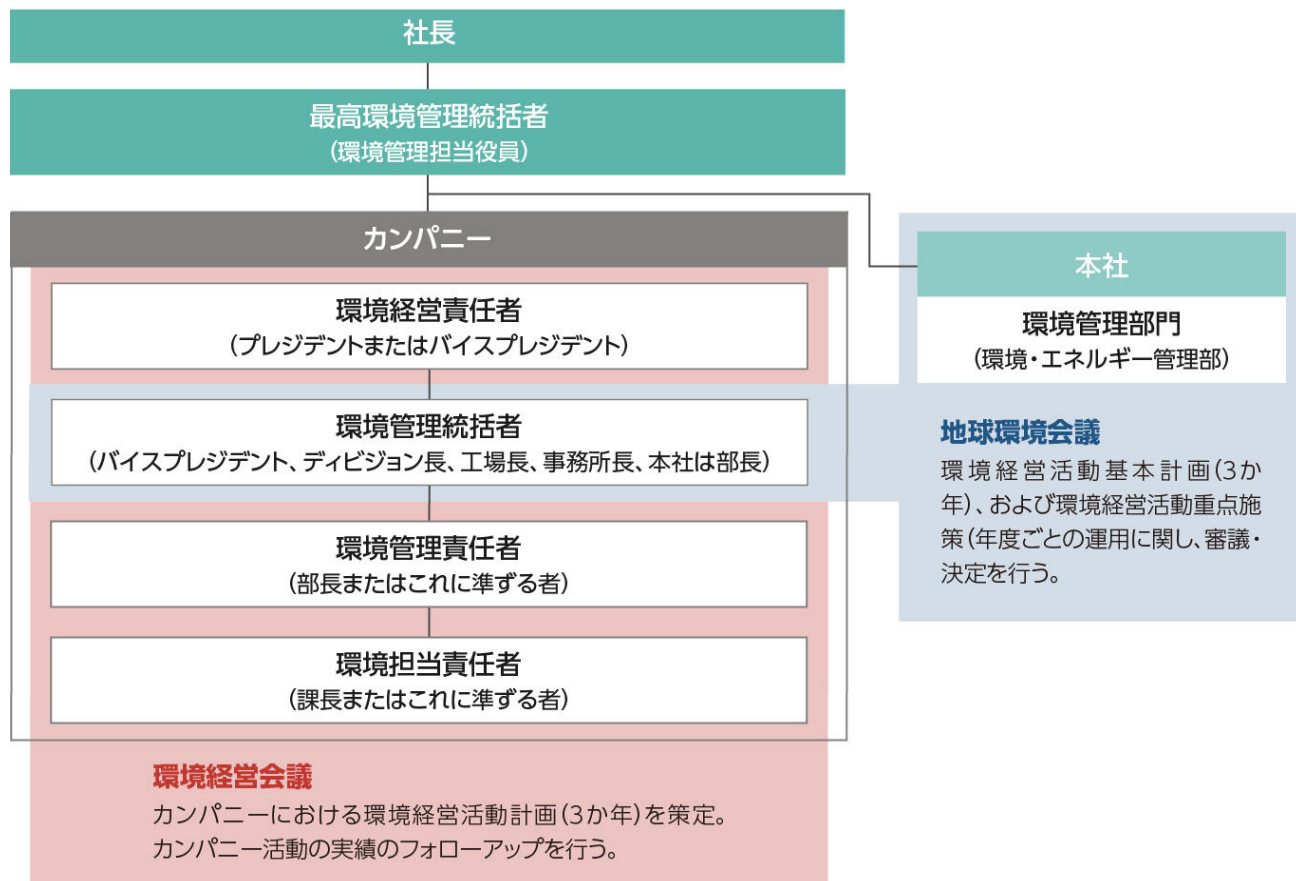 社長
最高環境管理統括者
(環境管理担当役員)
カンパニー
環境経営責任者
(プレジデントまたはバイスプレジデント)
環境管理統括者
(バイスプレジデント、ディビジョン長、工場長、事務所長、本社は部長)
環境管理責任者
(部長またはこれに準ずる者)
環境担当責任者
(課長またはこれに準ずる者)
環境経営会議
カンパニーにおける環境経営活動計画(3か年)を策定。
カンパニー活動の実績のフォローアップを行う。
本社
環境管理部門
(環境・エネルギー管理部)
地球環境会議
環境経営活動基本計画(3か
年)、および環境経営活動重点施
策(年度ごとの運用に関し、審議・
決定を行う。